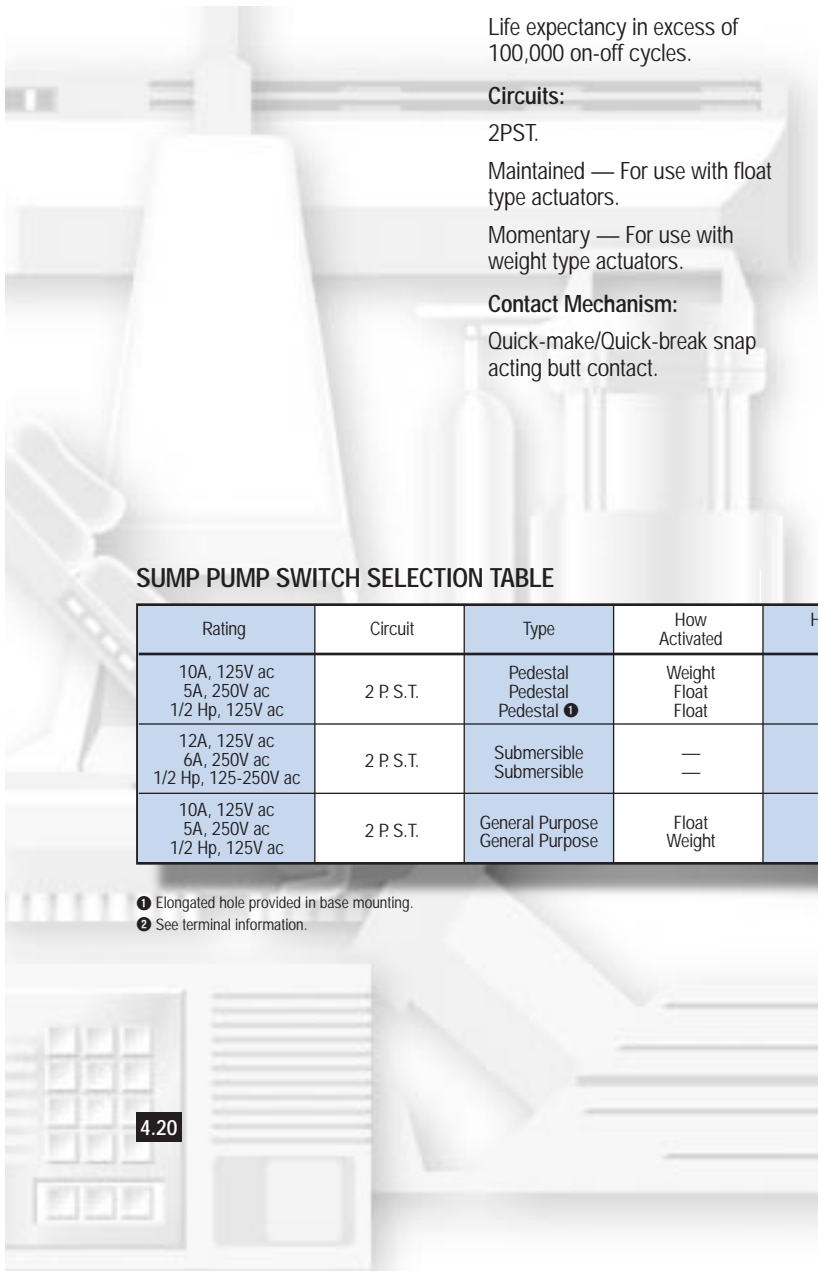 Life expectancy in excess of
100,000 on-off cycles.
Circuits:
2PST.
Maintained — For use with float
type actuators.
Momentary — For use with
weight type actuators.
Contact Mechanism:
Quick-make/Quick-break snap
acting butt contact.
SUMP PUMP SWITCH SELECTION TABLE
Rating Circuit Type How Activated H
10A, 125V ac
5A, 250V ac
1/2 Hp, 125V ac
2 P. S.T.
Pedestal
Pedestal
Pedestal ❶
Weight
Float
Float
12A, 125V ac
6A, 250V ac
1/2 Hp, 125-250V ac
2 P. S.T.
Submersible
Submersible
—
—
10A, 125V ac
5A, 250V ac
1/2 Hp, 125V ac
2 P. S.T.
General Purpose
General Purpose
Float
Weight
❶ Elongated hole provided in base mounting.
❷ See terminal information.
4.20